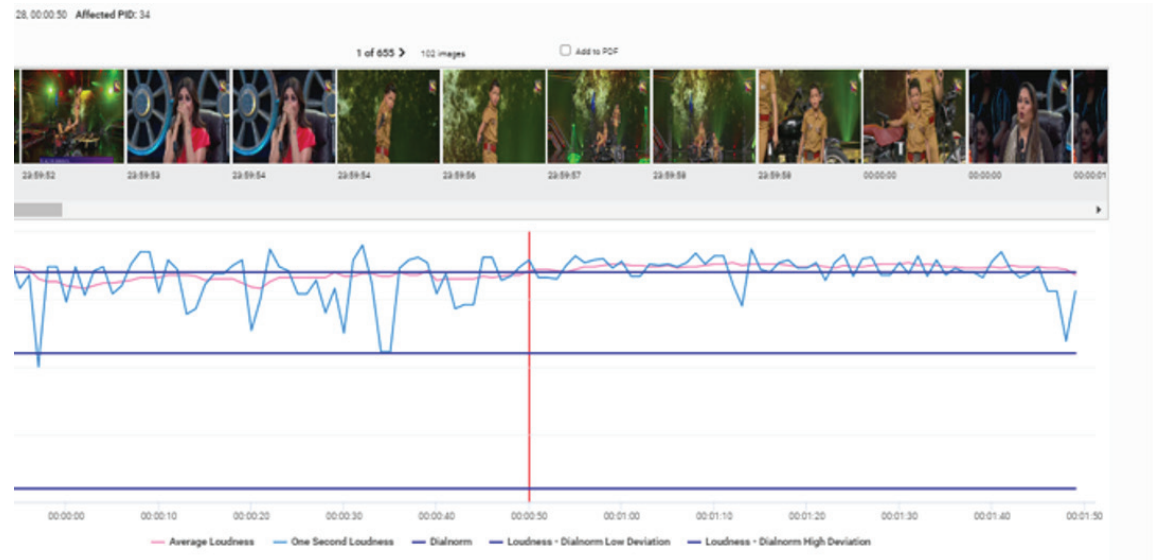 28, 00:00:50 Affected PID: 34
1 of 655 102 images Add to PDF
23:59:52 23:59:53 23:59:54 23:59:54 23:59:56 23:59:57 23:59:58 23:59:59 00:00:00 00:00:00 00:00:01
00:00:00 00:00:10 00:00:20 00:00:30 00:00:40 00:00:50 00:01:00 00:01:10 00:01:20 00:01:30 00:01:40 00:01:50
Average Loudness One Second Loudness Dialnorm Loudness - Dialnorm Low Deviation Loudness - Dialnorm High Deviation